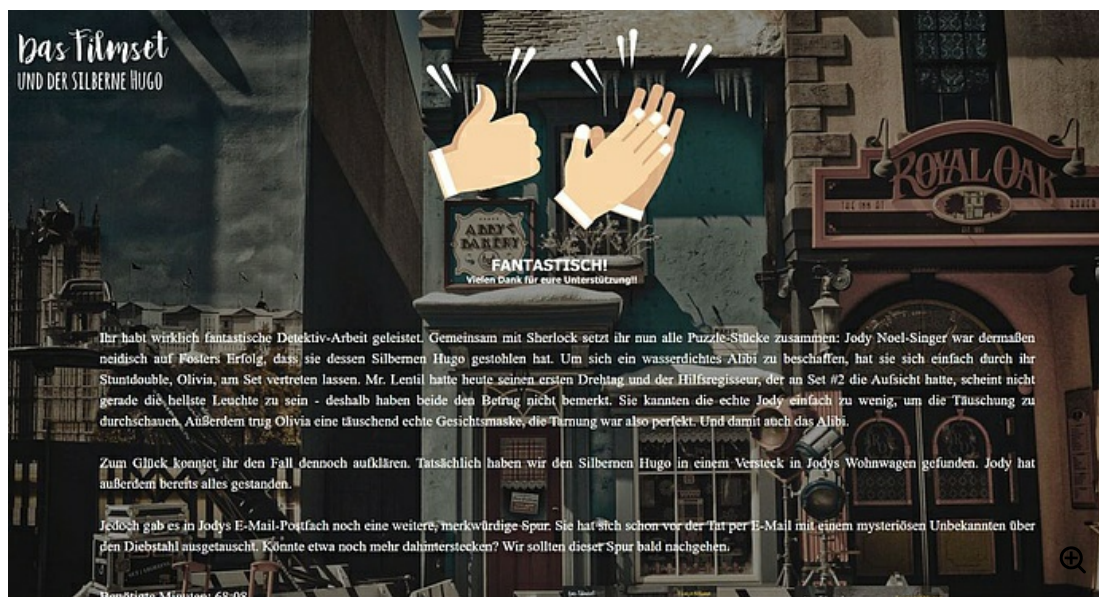 Das Filmset
UND DER SILBERNE HUGO
ABBY'S
BAKERY
ROYAL OAK
FANTASTISCH!
Vielen Dank für eure Unterstützung!!
Ihr habt wirklich fantastische Detektiv-Arbeit geleistet. Gemeinsam mit Sherlock setzt ihr nun alle Puzzle-Stücke zusammen: Jody Noel-Singer war dermaßen
neidisch auf Fosters Erfolg, dass sie dessen Silbernen Hugo gestohlen hat. Um sich ein wasserdichtes Alibi zu beschaffen, hat sie sich einfach durch ihr
Stuntdouble, Olivia, am Set vertreten lassen. Mr. Lentil hatte heute seinen ersten Drehtag und der Hilfsregisseur, der an Set #2 die Aufsicht hatte, scheint nicht
gerade die hellste Leuchte zu sein - deshalb haben beide den Betrug nicht bemerkt. Sie kannten die echte Jody einfach zu wenig, um die Täuschung zu
durchschauen. Außerdem trug Olivia eine täuschend echte Gesichtsmaske, die Tarnung war also perfekt. Und damit auch das Alibi.
Zum Glück konntet ihr den Fall dennoch aufklären. Tatsächlich haben wir den Silbernen Hugo in einem Versteck in Jodys Wohnwagen gefunden. Jody hat
außerdem bereits alles gestanden.
Jedoch gab es in Jodys E-Mail-Postfach noch eine weitere, merkwürdige Spur. Sie hat sich schon vor der Tat per E-Mail mit einem mysteriösen Unbekannten über
den Diebstahl ausgetauscht. Könnte etwa noch mehr dahinterstecken? Wir sollten dieser Spur bald nachgehen.
Benötigte Minuten: 68:08